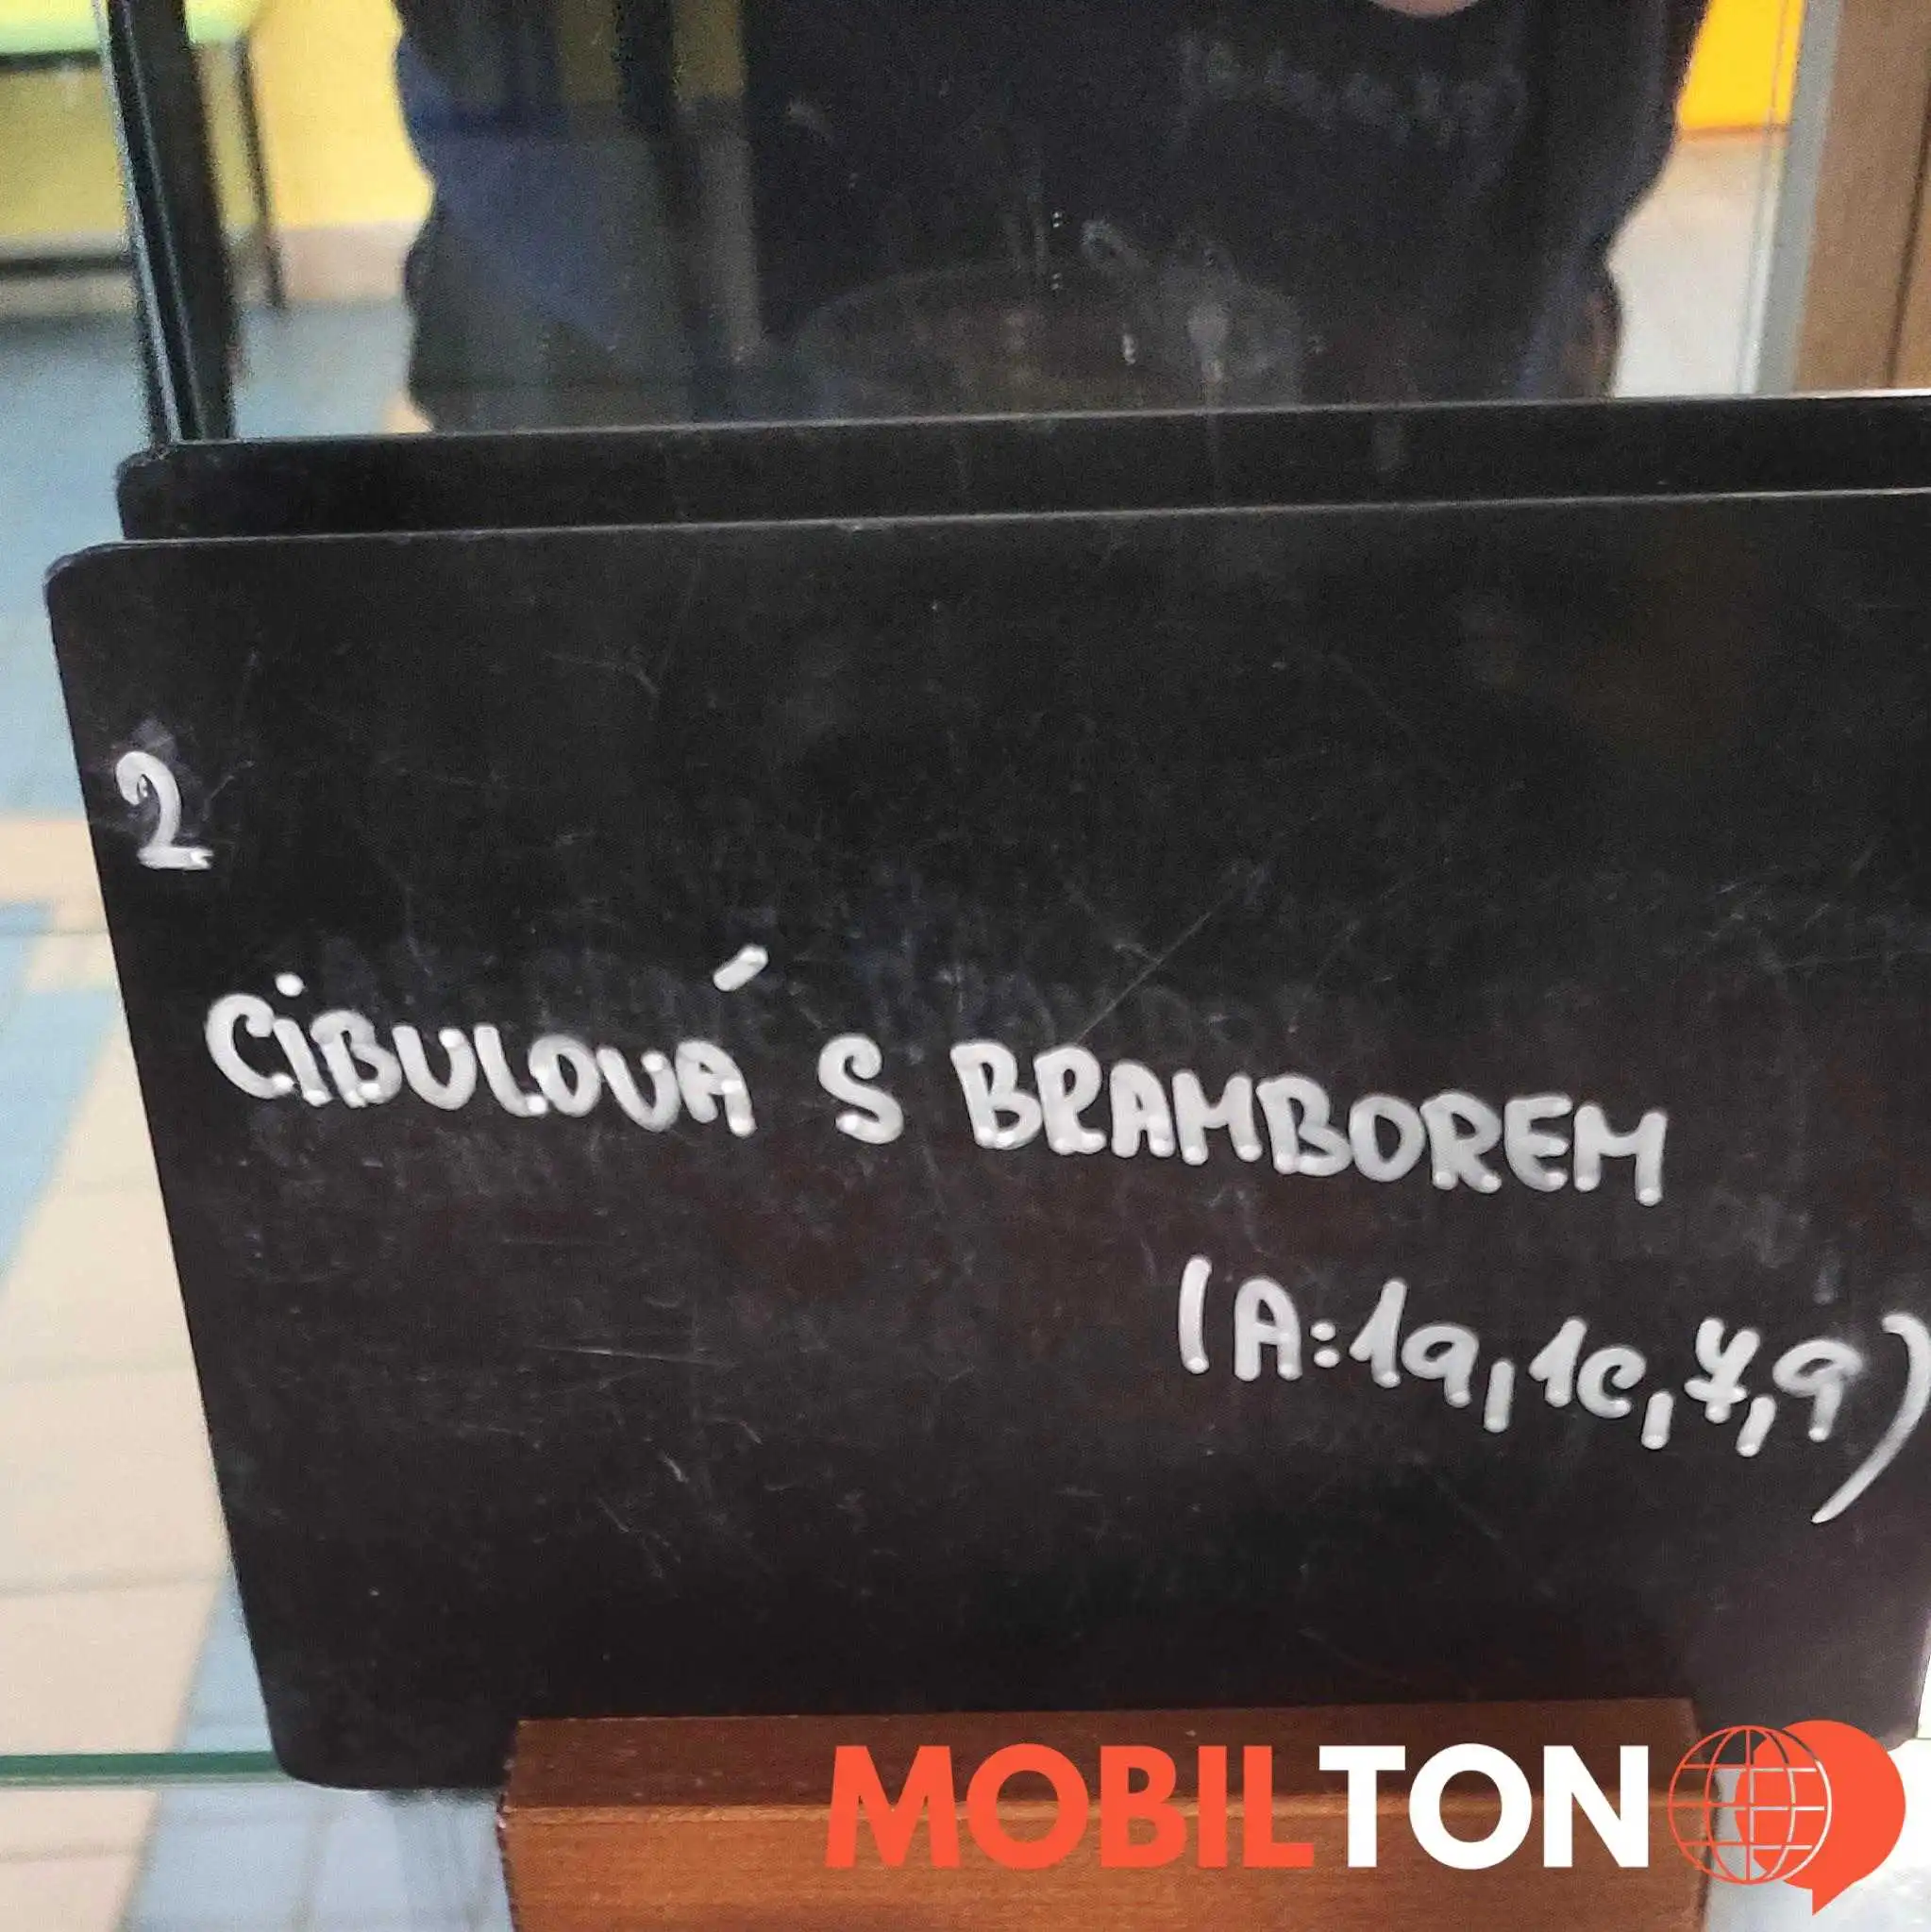 2
CIBULOVÁ S BRAMBOREM
(A:1a,1c,7,9)
MOBILTON